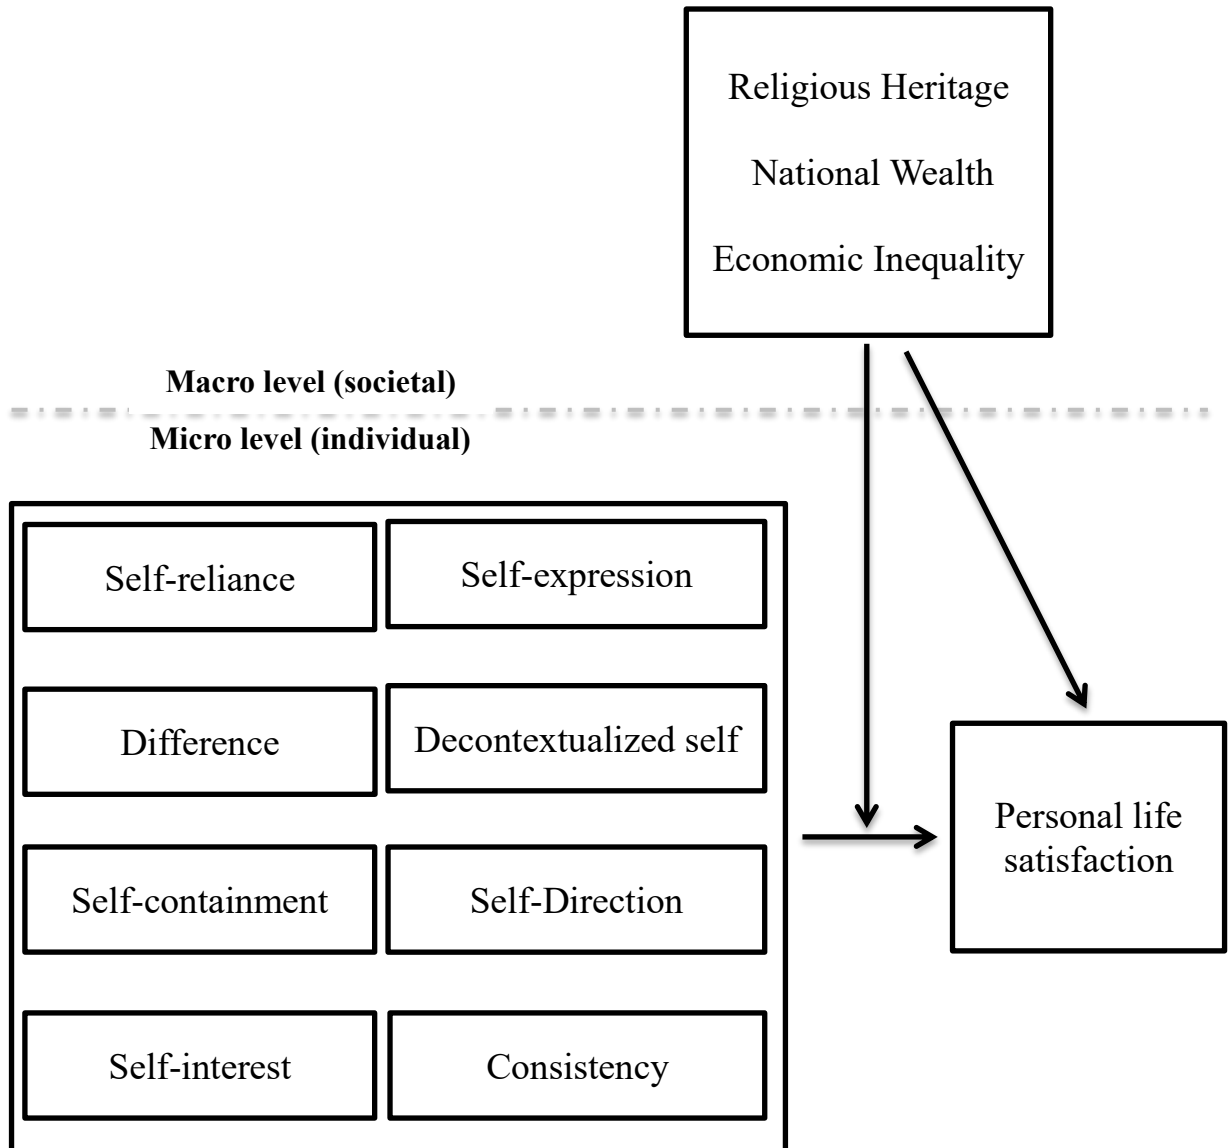 Religious Heritage
National Wealth
Economic Inequality
Macro level (societal)
Micro level (individual)
Self-reliance
Self-expression
Difference
Decontextualized self
Self-containment
Self-Direction
Self-interest
Consistency
Personal life
satisfaction